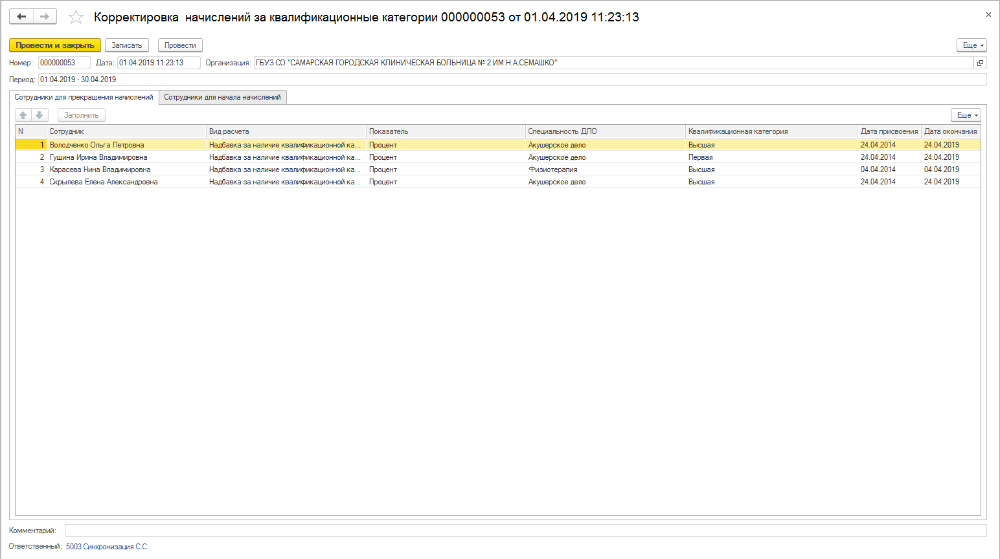 Корректировка  начислений за квалификационные категории 000000053 от 01.04.2019 11:23:13
Провести и закрыть Записать Провести Еще
Номер: 000000053 Дата: 01.04.2019 11:23:13 Организация: ГБУЗ СО "САМАРСКАЯ ГОРОДСКАЯ КЛИНИЧЕСКАЯ БОЛЬНИЦА № 2 ИМ.Н.А.СЕМАШКО"
Период: 01.04.2019 - 30.04.2019
Сотрудники для прекращения начислений Сотрудники для начала начислений
Заполнить Еще
N Сотрудник Вид расчета Показатель Специальность ДПО Квалификационная категория Дата присвоения Дата окончания
1 Володченко Ольга Петровна Надбавка за наличие квалификационной ка... Процент Акушерское дело Высшая 24.04.2014 24.04.2019
2 Гущина Ирина Владимировна Надбавка за наличие квалификационной ка... Процент Акушерское дело Первая 24.04.2014 24.04.2019
3 Карасева Нина Владимировна Надбавка за наличие квалификационной ка... Процент Физиотерапия Высшая 04.04.2014 04.04.2019
4 Скрылева Елена Александровна Надбавка за наличие квалификационной ка... Процент Акушерское дело Высшая 24.04.2014 24.04.2019
Комментарий:
Ответственный: 5003 Синхронизация С.С.